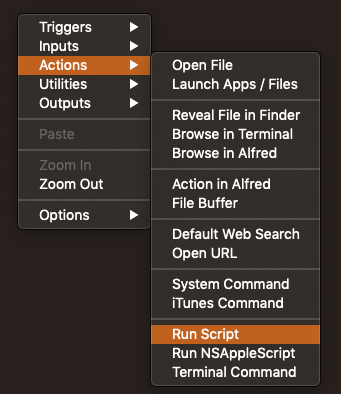 Triggers
Inputs
Actions
Utilities
Outputs
Paste
Zoom In
Zoom Out
Options
Open File
Launch Apps / Files
Reveal File in Finder
Browse in Terminal
Browse in Alfred
Action in Alfred
File Buffer
Default Web Search
Open URL
System Command
iTunes Command
Run Script
Run NSAppleScript
Terminal Command